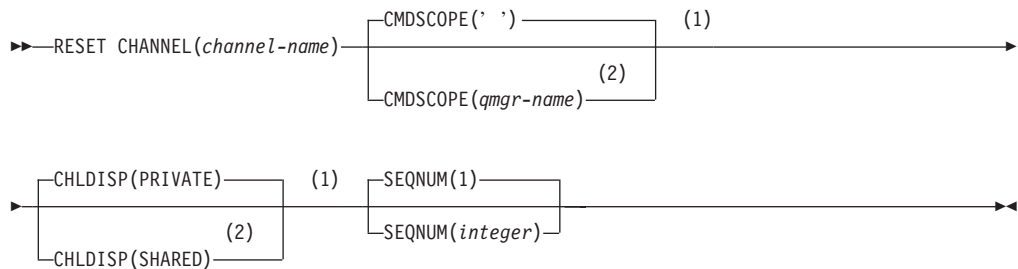 CMDSCOPE(’ ’) (1)
RESET CHANNEL(channel-name)
(2)
CMDSCOPE(qmgr-name)
CHLDISP(PRIVATE) (1) SEQNUM(1)
(2) SEQNUM(integer)
CHLDISP(SHARED)